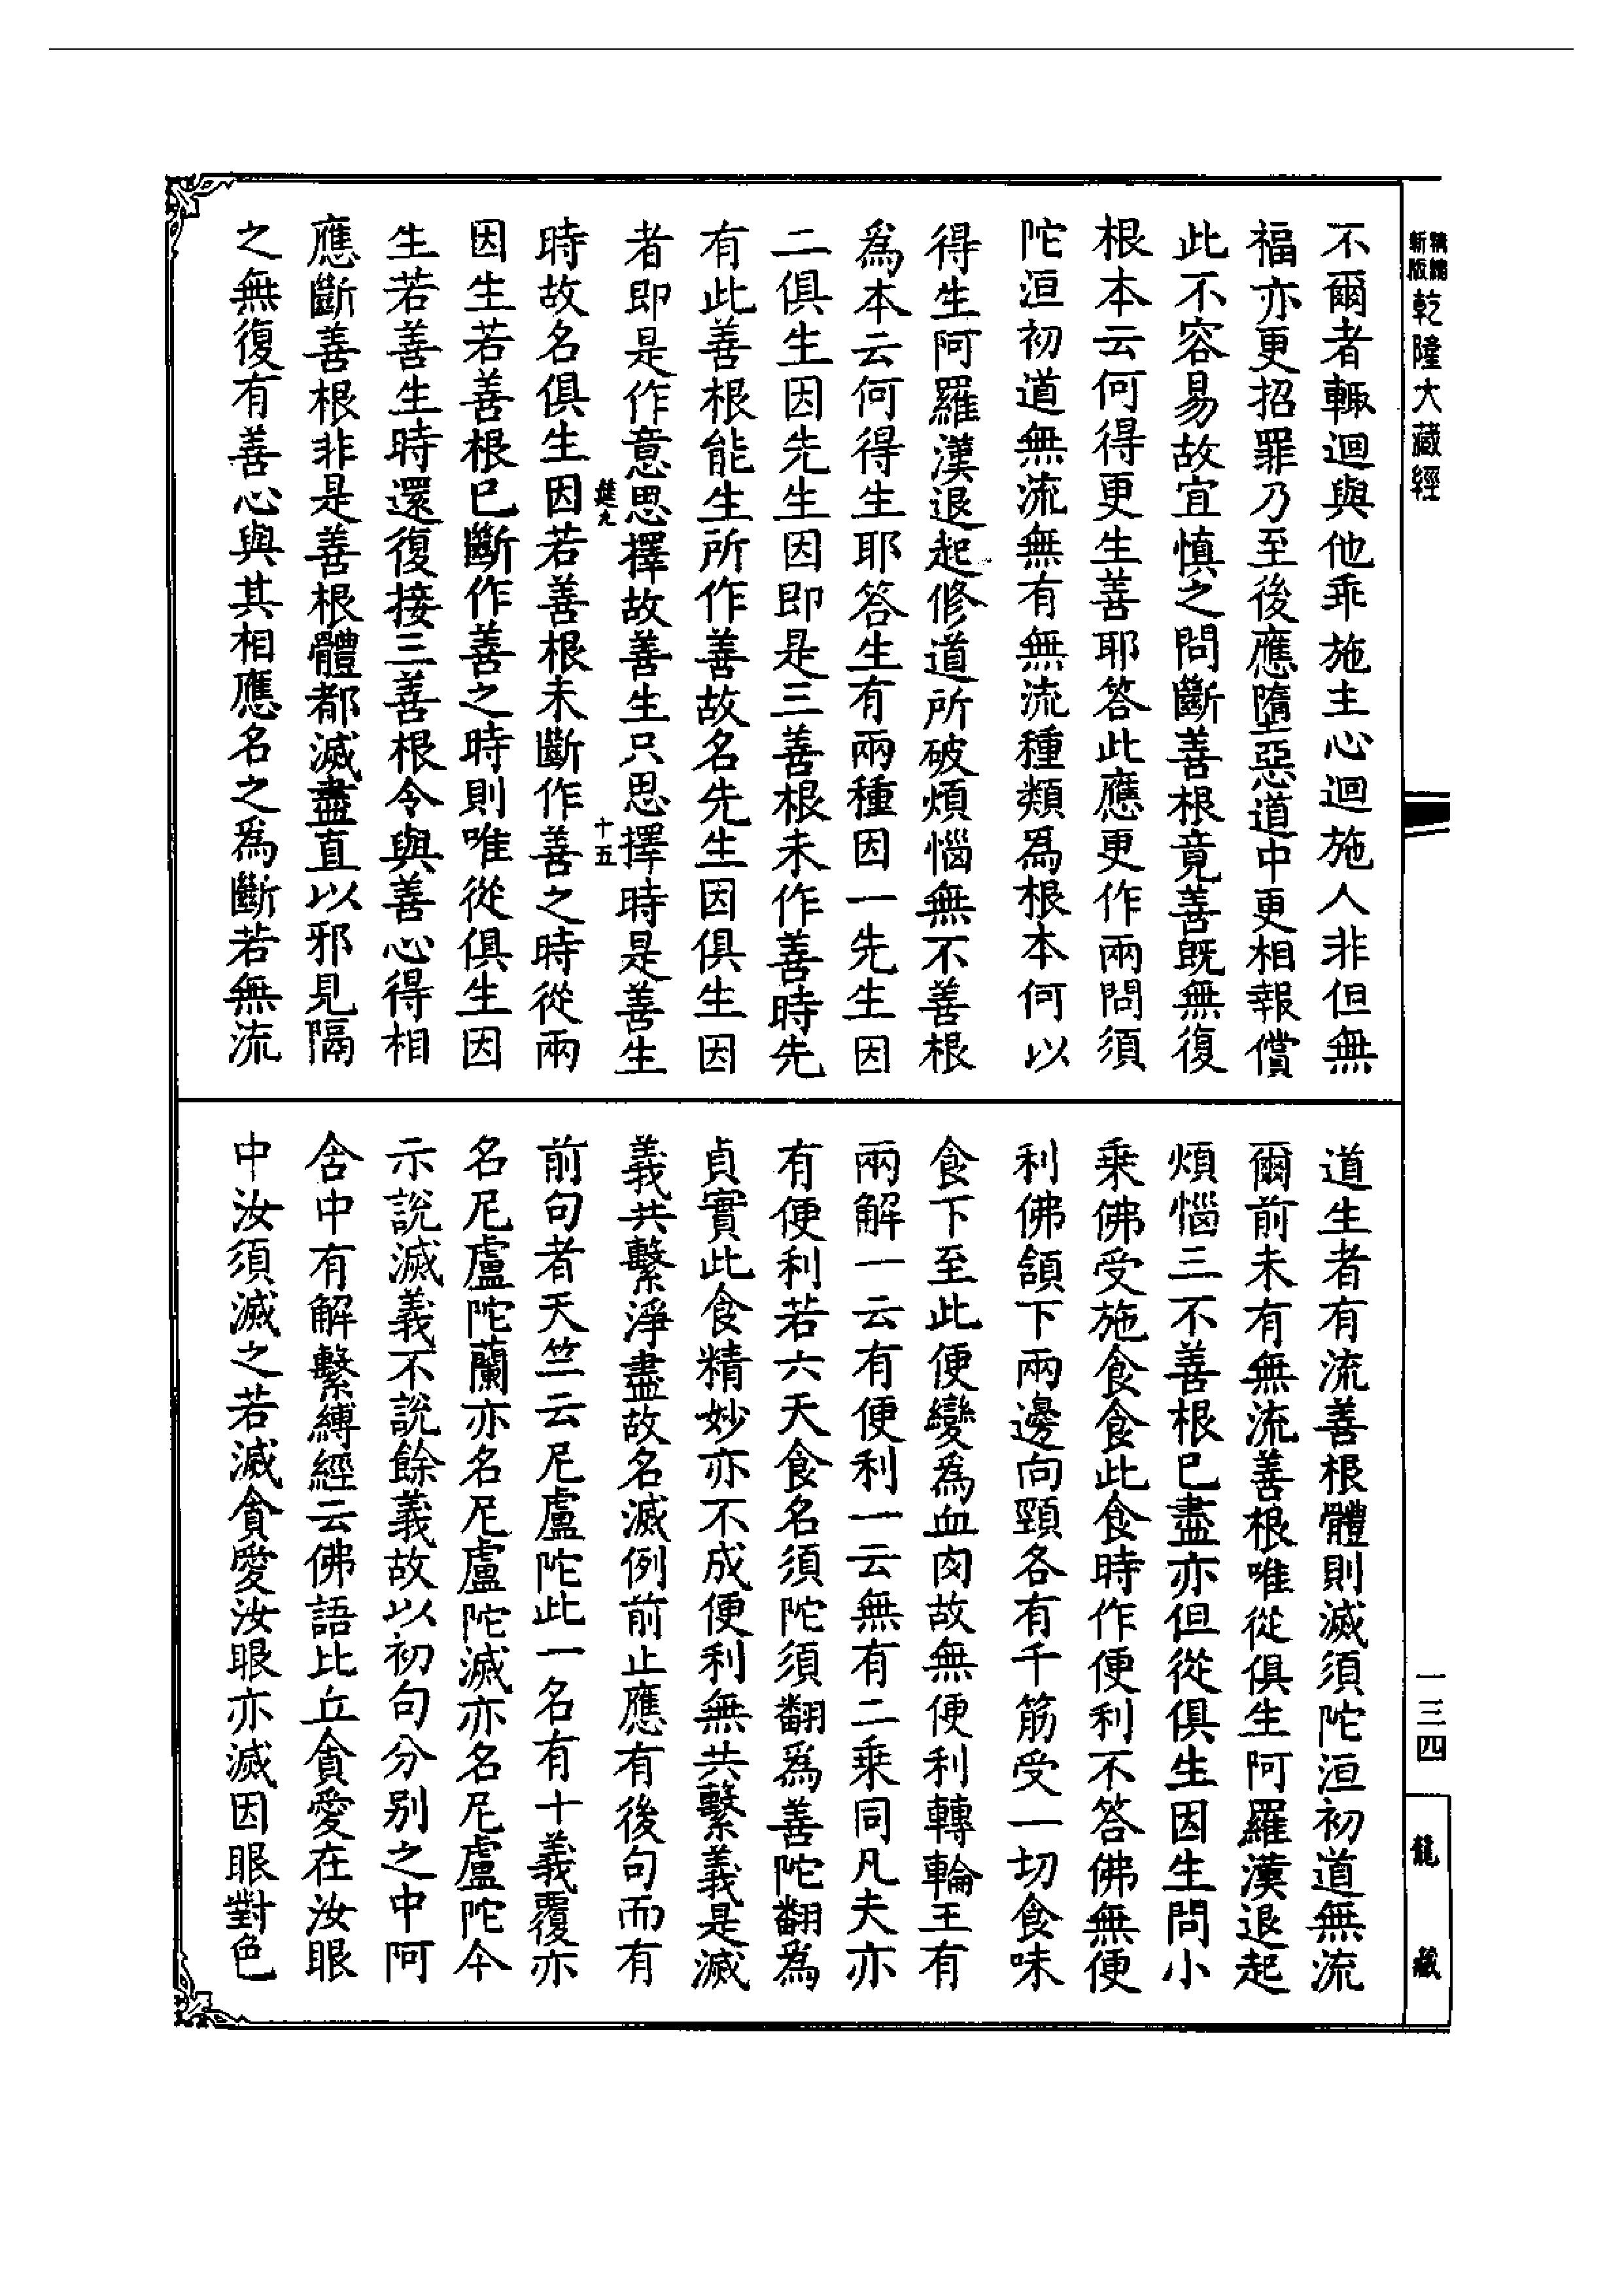 新版精編乾隆大藏經
不爾者輙迴與他乖施主心迴施人非但無
福亦更招罪乃至後應墮惡道中更相報償
此不容易故宜慎之問斷善根竟善既無復
根本云何得更生善耶答此應更作兩問須
陀洹初道無流無有無流種類爲根本何以
得生阿羅漢退起修道所破煩惱無不善根
爲本云何得生耶答生有兩種因一先生因
二俱生因先生因即是三善根未作善時先
有此善根能生所作善故名先生因俱生因
者即是作意思擇故善生只思擇時是善生
十五
時故名俱生因若善根未斷作善之時從兩
因生若善根已斷作善之時則唯從俱生因
生若善生時還復接三善根令與善心得相
應斷善根非是善根體都滅盡直以邪見隔
之無復有善心與其相應名之爲斷若無流
道生者有流善根體則滅須陀洹初道無流
爾前未有無流善根唯從俱生阿羅漢退起
煩惱三不善根已盡亦但從俱生因生問小
乘佛受施食食此食時作便利不答佛無便
利佛頷下兩邊向頸各有千筋受一切食味
食下至此便變爲血肉故無便利轉輪王有
兩解一云有便利一云無有二乘同凡夫亦
有便利若六天食名須陀須翻爲善陀翻爲
貞實此食精妙亦不成便利無共繫義是滅
義共繫淨盡故名滅例前止應有後句而有
前句者天竺云尼盧陀此一名有十義覆亦
名尼盧陀蘭亦名尼盧陀滅亦名尼盧陀今
示說滅義不說餘義故以初句分别之中阿
含中有解繫縛經云佛語比丘貪愛在汝眼
中汝須滅之若滅貪愛汝眼亦滅因眼對色
一三四
龍藏